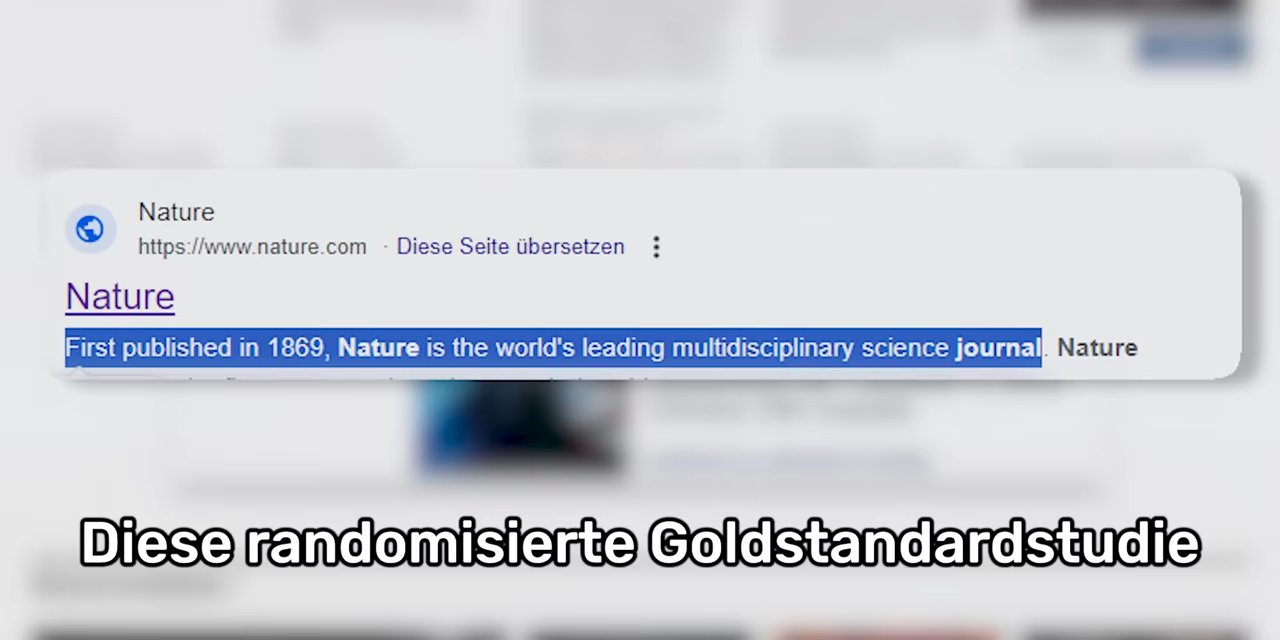 Nature
https://www.nature.com · Diese Seite übersetzen
Nature
First published in 1869, Nature is the world's leading multidisciplinary science journal. Nature
Diese randomisierte Goldstandardstudie